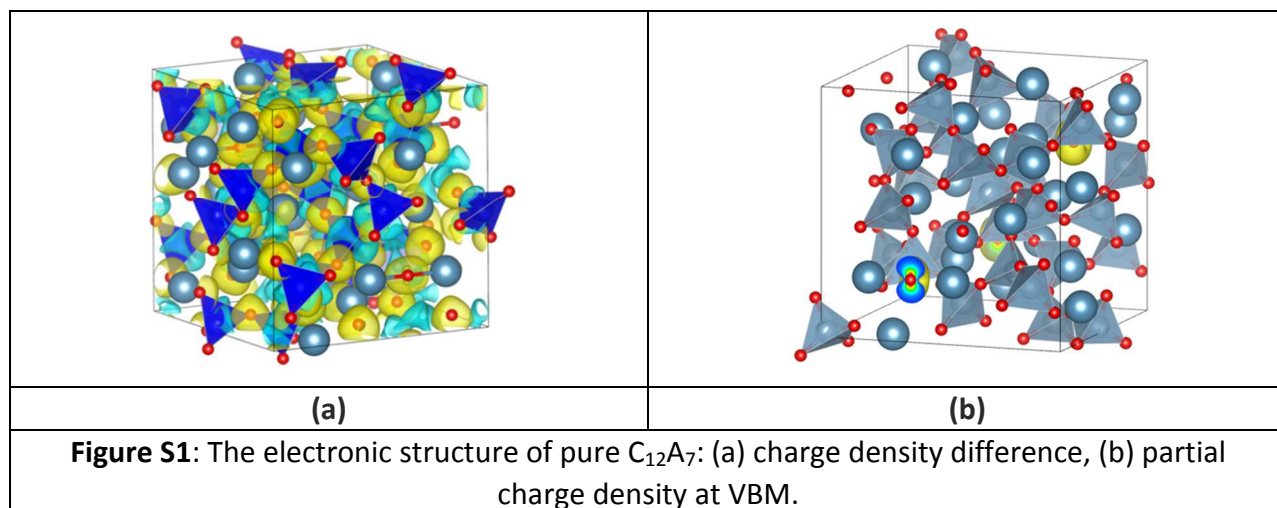 (a)
(b)
Figure S1: The electronic structure of pure C₁₂A₇: (a) charge density difference, (b) partial
charge density at VBM.